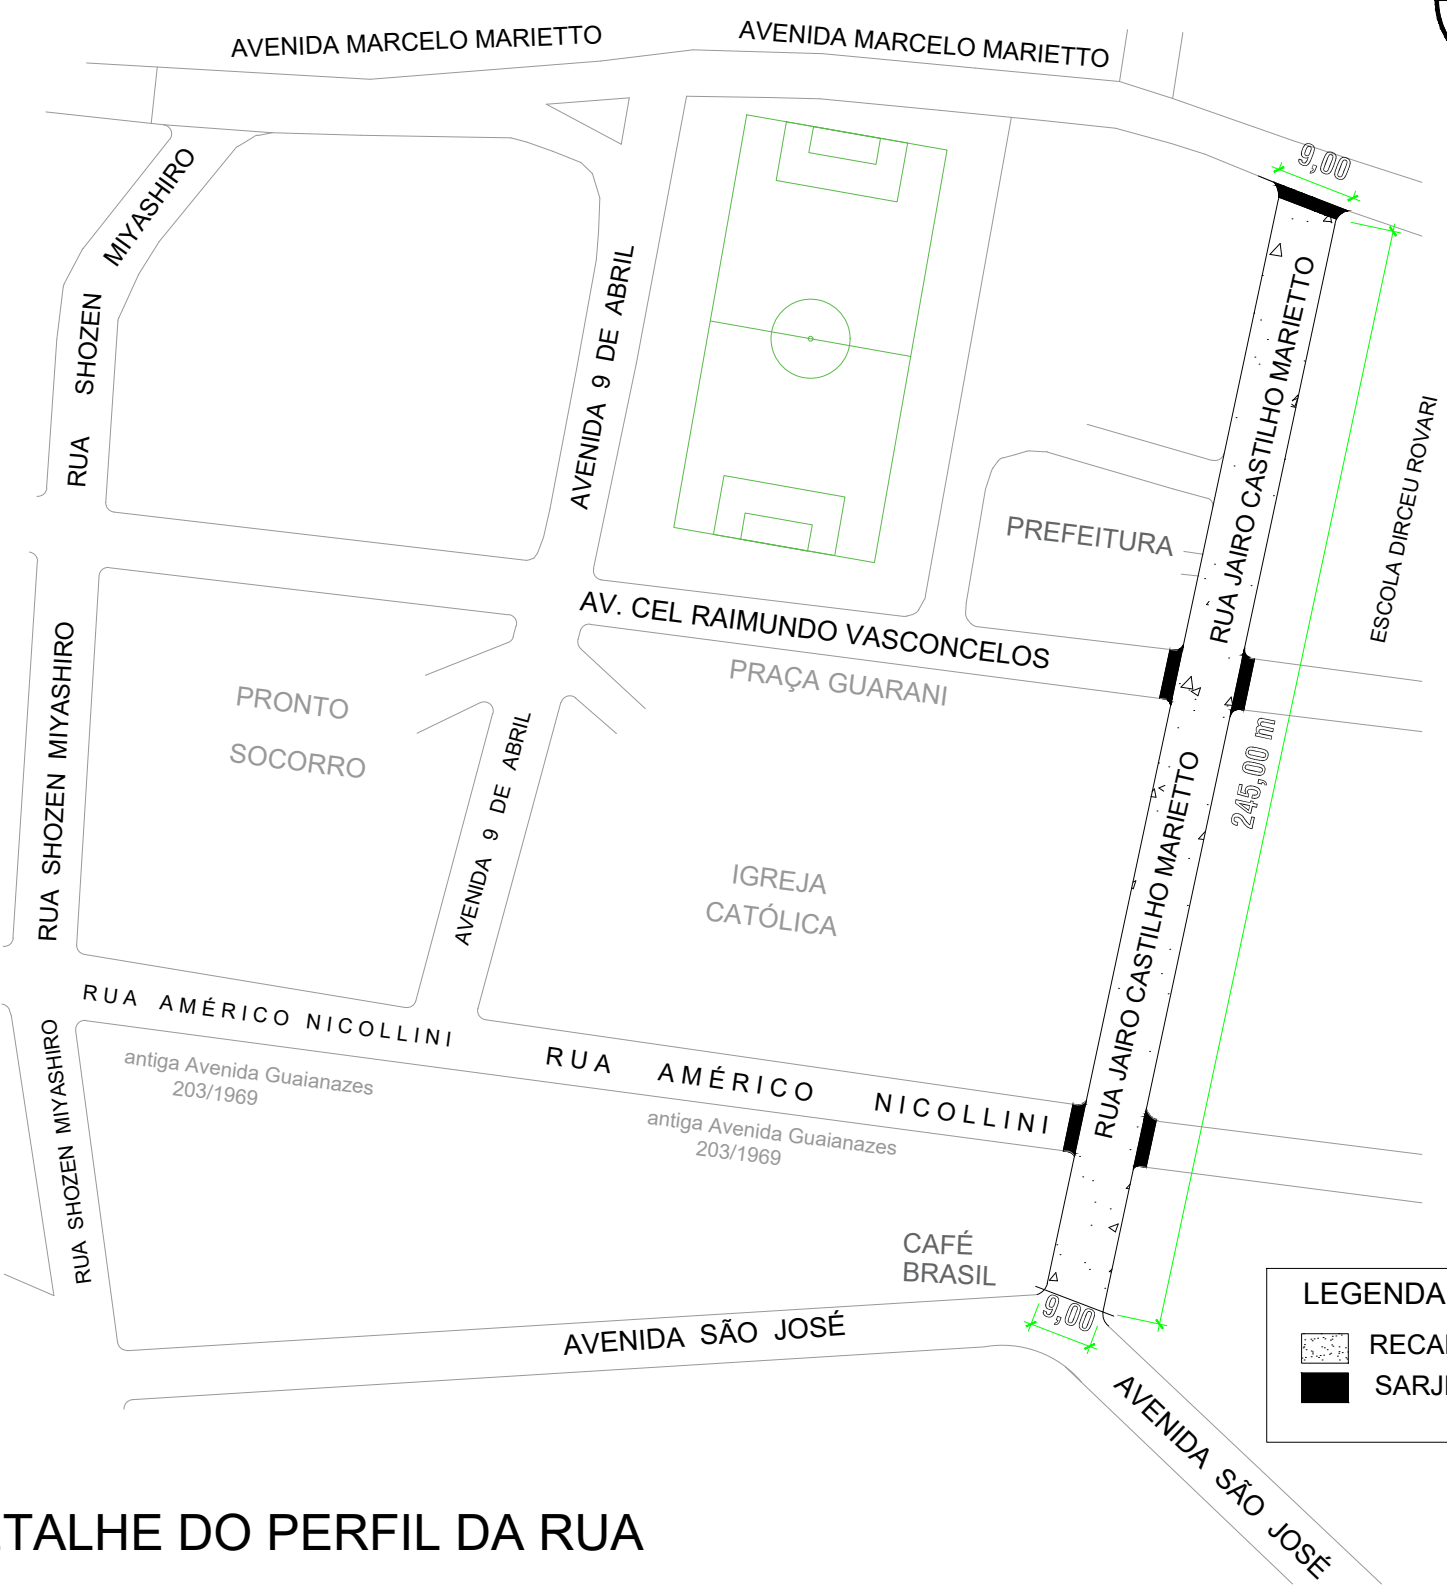 AVENIDA MARCELO MARIETTO
AVENIDA MARCELO MARIETTO
9,00
RUA SHOZEN MIYASHIRO
AVENIDA 9 DE ABRIL
RUA JAIRO CASTILHO MARIETTO
ESCOLA DIRCEU ROVARI
PREFEITURA
AV. CEL RAIMUNDO VASCONCELOS
PRAÇA GUARANI
RUA SHOZEN MIYASHIRO
PRONTO
SOCORRO
AVENIDA 9 DE ABRIL
245,00 m
RUA JAIRO CASTILHO MARIETTO
IGREJA
CATÓLICA
RUA AMÉRICO NICOLLINI
RUA AMÉRICO NICOLLINI
antiga Avenida Guaianazes
203/1969
antiga Avenida Guaianazes
203/1969
RUA SHOZEN MIYASHIRO
CAFÉ
BRASIL
9,00
AVENIDA SÃO JOSÉ
AVENIDA SÃO JOSÉ
LEGENDA
RECA
SARJ
TALHE DO PERFIL DA RUA